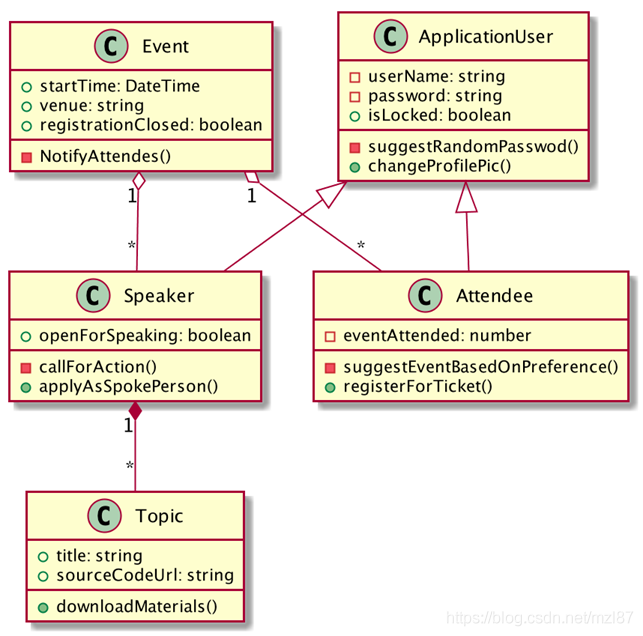 C Event
startTime: DateTime
venue: string
registrationClosed: boolean
NotifyAttendes()
C ApplicationUser
userName: string
password: string
isLocked: boolean
suggestRandomPasswod()
changeProfilePic()
1
1
*
*
C Speaker
openForSpeaking: boolean
callForAction()
applyAsSpokePerson()
C Attendee
eventAttended: number
suggestEventBasedOnPreference()
registerForTicket()
1
*
C Topic
title: string
sourceCodeUrl: string
downloadMaterials()
https://blog.csdn.net/mzl87